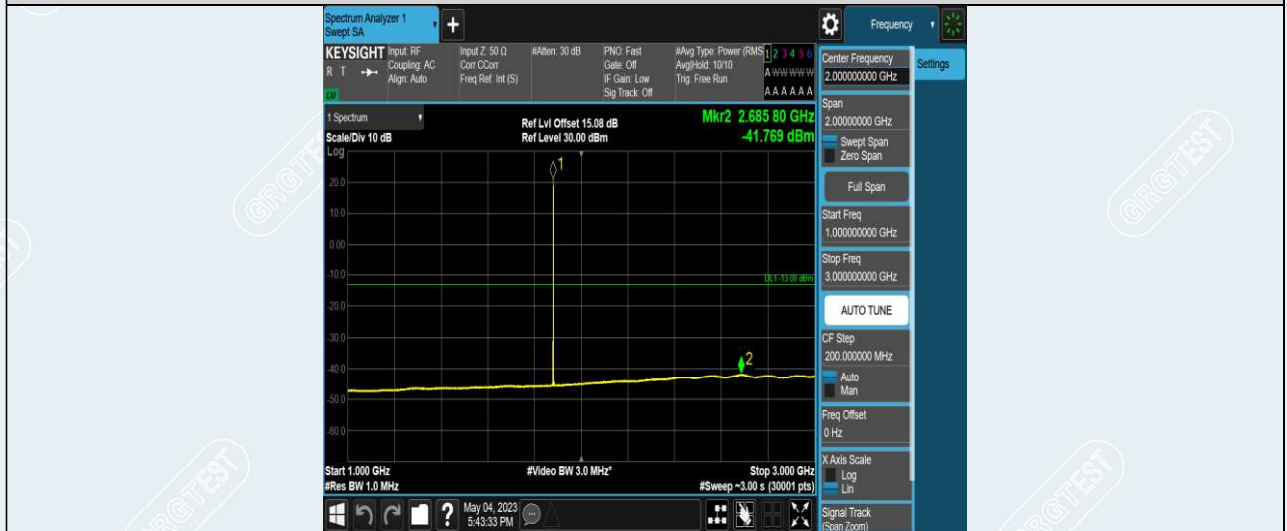 Spectrum Analyzer 1
Swept SA
+
Frequency
KEYSIGHT
R T
Input: RF
Coupling: AC
Align: Auto
Input Z: 50 Ω
Corr CCorr
Freq Ref: Int (S)
#Atten: 30 dB
PNO: Fast
Gate: Off
IF Gain: Low
Sig Track: Off
#Avg Type: Power (RMS
Avg|Hold: 10/10
Trig: Free Run
1 2 3 4 5 6
A W W W W W
A A A A A A
1 Spectrum
Scale/Div 10 dB
Log
Ref Lvl Offset 15.08 dB
Ref Level 30.00 dBm
Mkr2 2.685 80 GHz
-41.769 dBm
1
20.0
10.0
0.00
-10.0
DL1 -13.00 dBm
-20.0
-30.0
2
-40.0
-50.0
-60.0
Start 1.000 GHz
#Video BW 3.0 MHz*
Stop 3.000 GHz
#Res BW 1.0 MHz
#Sweep ~3.00 s (30001 pts)
?
May 04, 2023
5:43:33 PM
Center Frequency
2.000000000 GHz
Settings
Span
2.00000000 GHz
Swept Span
Zero Span
Full Span
Start Freq
1.000000000 GHz
Stop Freq
3.000000000 GHz
AUTO TUNE
CF Step
200.000000 MHz
Auto
Man
Freq Offset
0 Hz
X Axis Scale
Log
Lin
Signal Track
(Span Zoom)
GRGTEST
GRGTEST
GRGTEST
GRGTEST